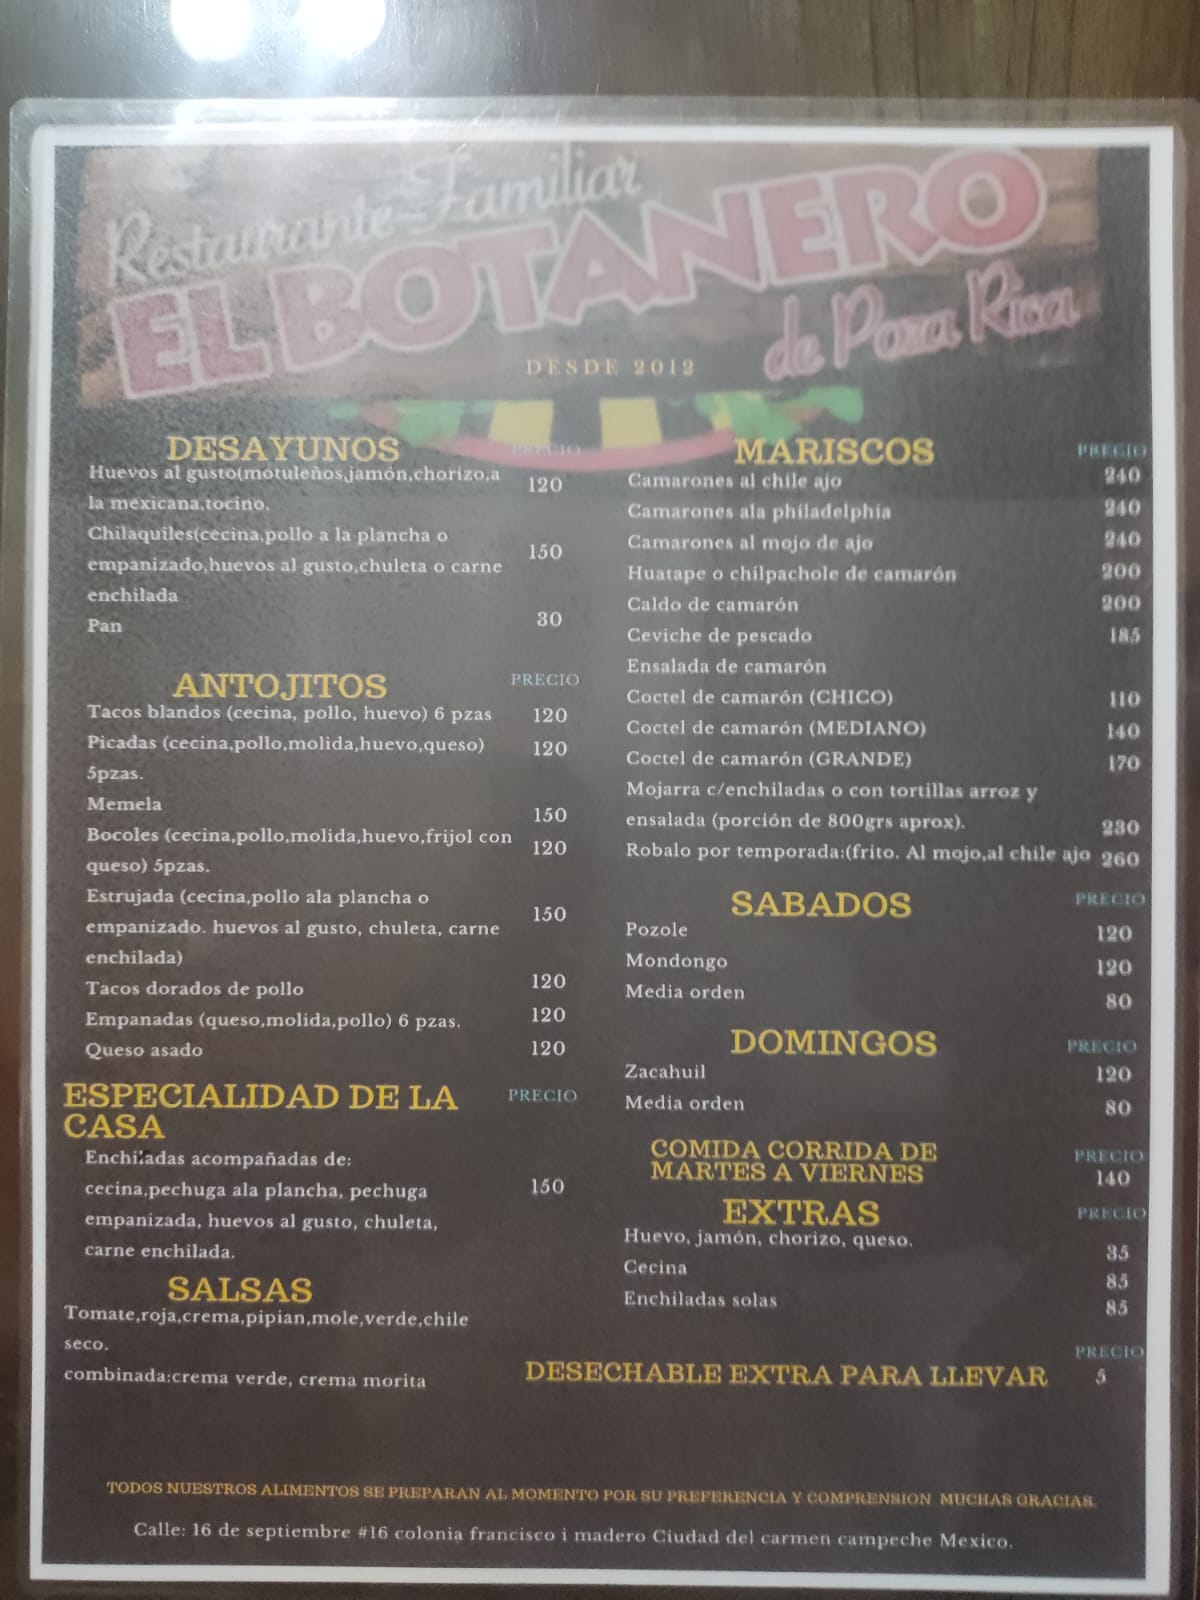 Restaurante-Familiar
EL BOTANERO
de Poza Rica
DESDE 2012
DESAYUNOS PRECIO
Huevos al gusto(motuleños,jamón,chorizo,a 120
la mexicana,tocino.
Chilaquiles(cecina,pollo a la plancha o
empanizado,huevos al gusto,chuleta o carne 150
enchilada
Pan 30
ANTOJITOS PRECIO
Tacos blandos (cecina, pollo, huevo) 6 pzas 120
Picadas (cecina,pollo,molida,huevo,queso) 120
5pzas.
Memela 150
Bocoles (cecina,pollo,molida,huevo,frijol con 120
queso) 5pzas.
Estrujada (cecina,pollo ala plancha o
empanizado. huevos al gusto, chuleta, carne 150
enchilada)
Tacos dorados de pollo 120
Empanadas (queso,molida,pollo) 6 pzas. 120
Queso asado 120
ESPECIALIDAD DE LA PRECIO
CASA
Enchiladas acompañadas de:
cecina,pechuga ala plancha, pechuga 150
empanizada, huevos al gusto, chuleta,
carne enchilada.
SALSAS
Tomate,roja,crema,pipian,mole,verde,chile
seco.
combinada:crema verde, crema morita
MARISCOS PRECIO
Camarones al chile ajo 240
Camarones ala philadelphia 240
Camarones al mojo de ajo 240
Huatape o chilpachole de camarón 200
Caldo de camarón 200
Ceviche de pescado 185
Ensalada de camarón
Coctel de camarón (CHICO) 110
Coctel de camarón (MEDIANO) 140
Coctel de camarón (GRANDE) 170
Mojarra c/enchiladas o con tortillas arroz y
ensalada (porción de 800grs aprox). 230
Robalo por temporada:(frito. Al mojo,al chile ajo 260
SABADOS PRECIO
Pozole 120
Mondongo 120
Media orden 80
DOMINGOS PRECIO
Zacahuil 120
Media orden 80
COMIDA CORRIDA DE PRECIO
MARTES A VIERNES 140
EXTRAS PRECIO
Huevo, jamón, chorizo, queso. 35
Cecina 85
Enchiladas solas 85
PRECIO
DESECHABLE EXTRA PARA LLEVAR 5
TODOS NUESTROS ALIMENTOS SE PREPARAN AL MOMENTO POR SU PREFERENCIA Y COMPRENSION MUCHAS GRACIAS.
Calle: 16 de septiembre #16 colonia francisco i madero Ciudad del carmen campeche Mexico.